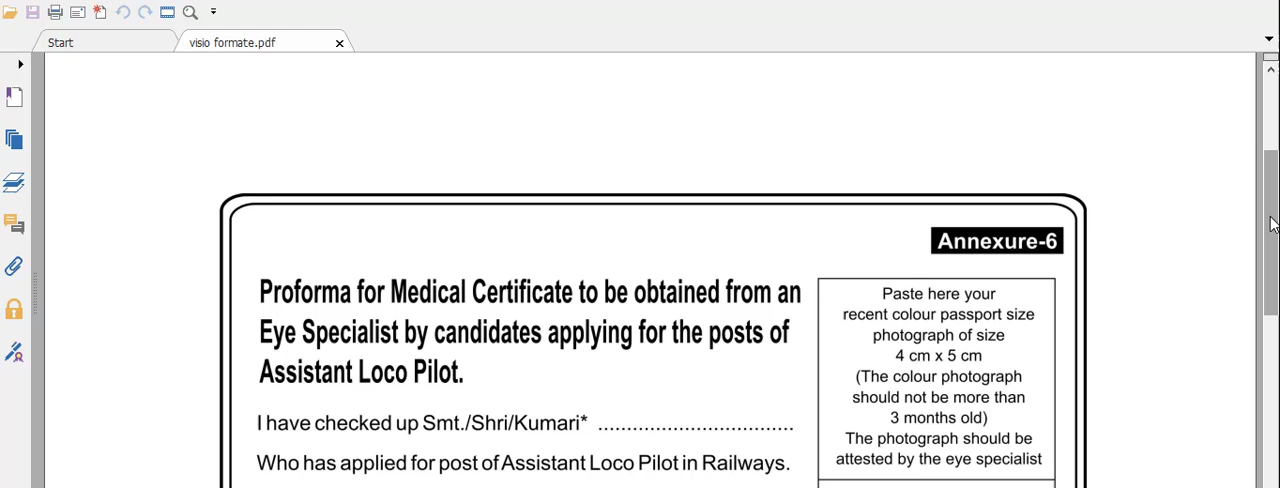 Start
visio formate.pdf
Annexure-6
Proforma for Medical Certificate to be obtained from an
Eye Specialist by candidates applying for the posts of
Assistant Loco Pilot.
I have checked up Smt./Shri/Kumari* ..................................
Who has applied for post of Assistant Loco Pilot in Railways.
Paste here your
recent colour passport size
photograph of size
4 cm x 5 cm
(The colour photograph
should not be more than
3 months old)
The photograph should be
attested by the eye specialist